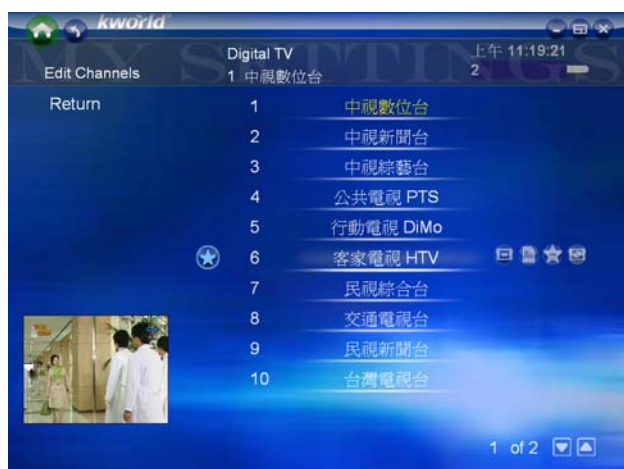 kworld
MY SETTINGS
Edit Channels
Digital TV
1 中視數位台
上午 11:19:21
2
Return
1 中視數位台
2 中視新聞台
3 中視綜藝台
4 公共電視 PTS
5 行動電視 DiMo
6 客家電視 HTV
7 民視綜合台
8 交通電視台
9 民視新聞台
10 台灣電視台
1 of 2